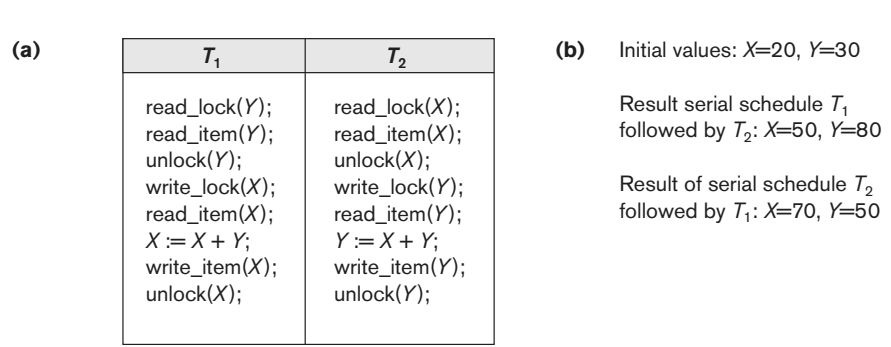 (a)
T1 T2
read_lock(Y); read_lock(X);
read_item(Y); read_item(X);
unlock(Y); unlock(X);
write_lock(X); write_lock(Y);
read_item(X); read_item(Y);
X := X + Y; Y := X + Y;
write_item(X); write_item(Y);
unlock(X); unlock(Y);
(b) Initial values: X=20, Y=30
Result serial schedule T1
followed by T2: X=50, Y=80
Result of serial schedule T2
followed by T1: X=70, Y=50